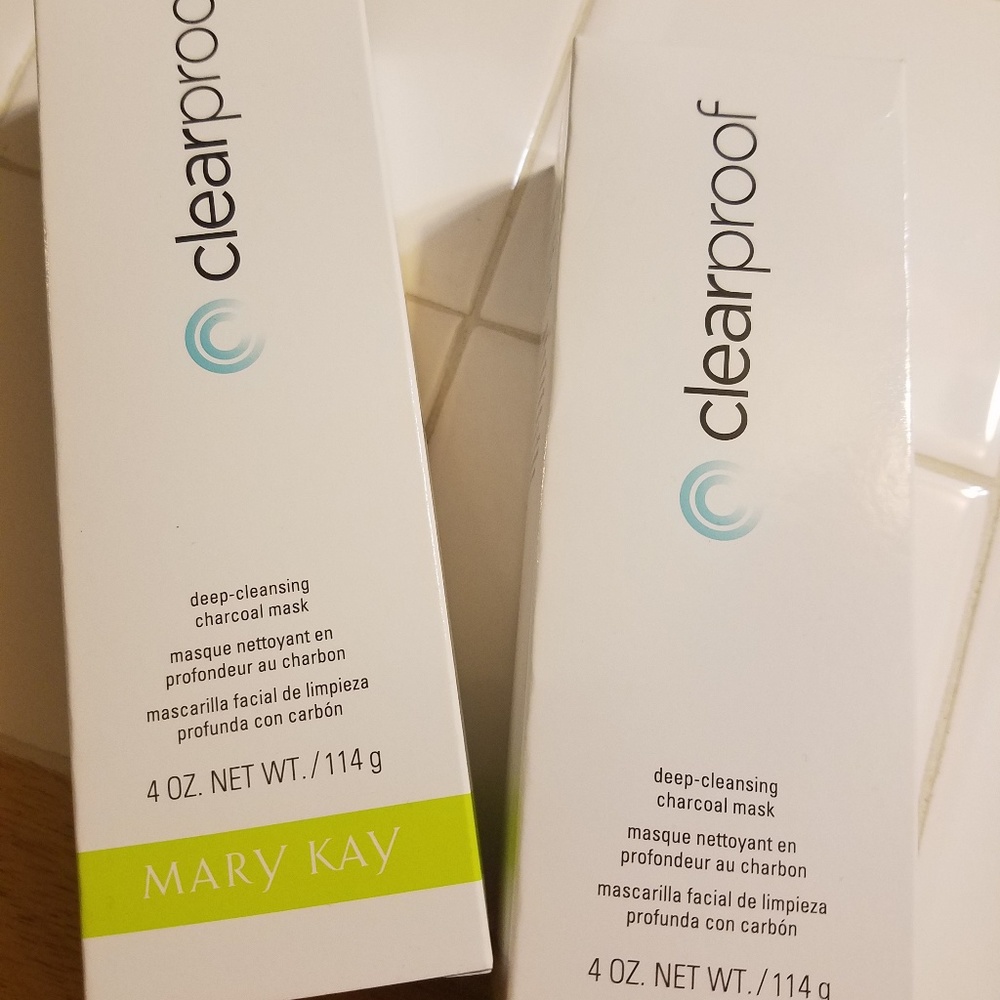 clearproof
deep-cleansing
charcoal mask
masque nettoyant en
profondeur au charbon
mascarilla facial de limpieza
profunda con carbón
4 OZ. NET WT. / 114 g
MARY KAY
clearproof
deep-cleansing
charcoal mask
masque nettoyant en
profondeur au charbon
mascarilla facial de limpieza
profunda con carbón
4 OZ. NET WT. / 114 g